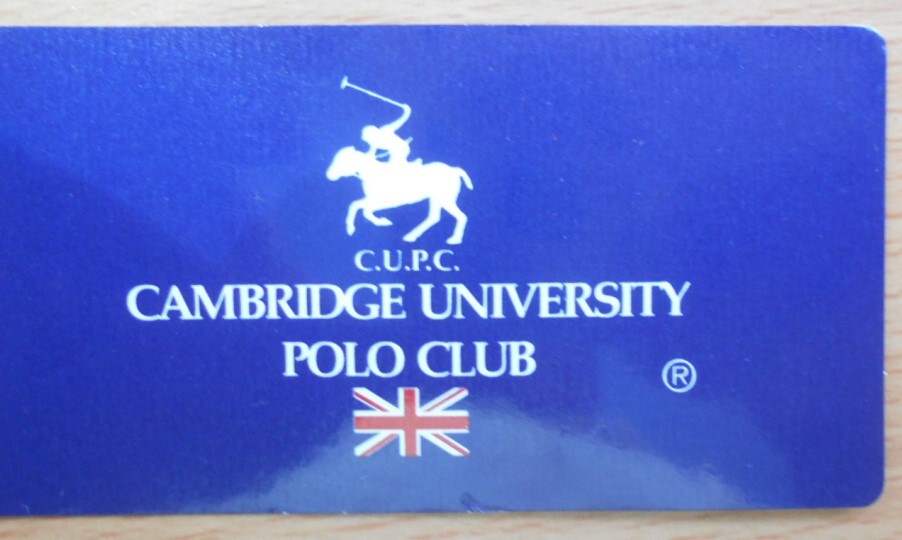 C.U.P.C.
CAMBRIDGE UNIVERSITY
POLO CLUB
®